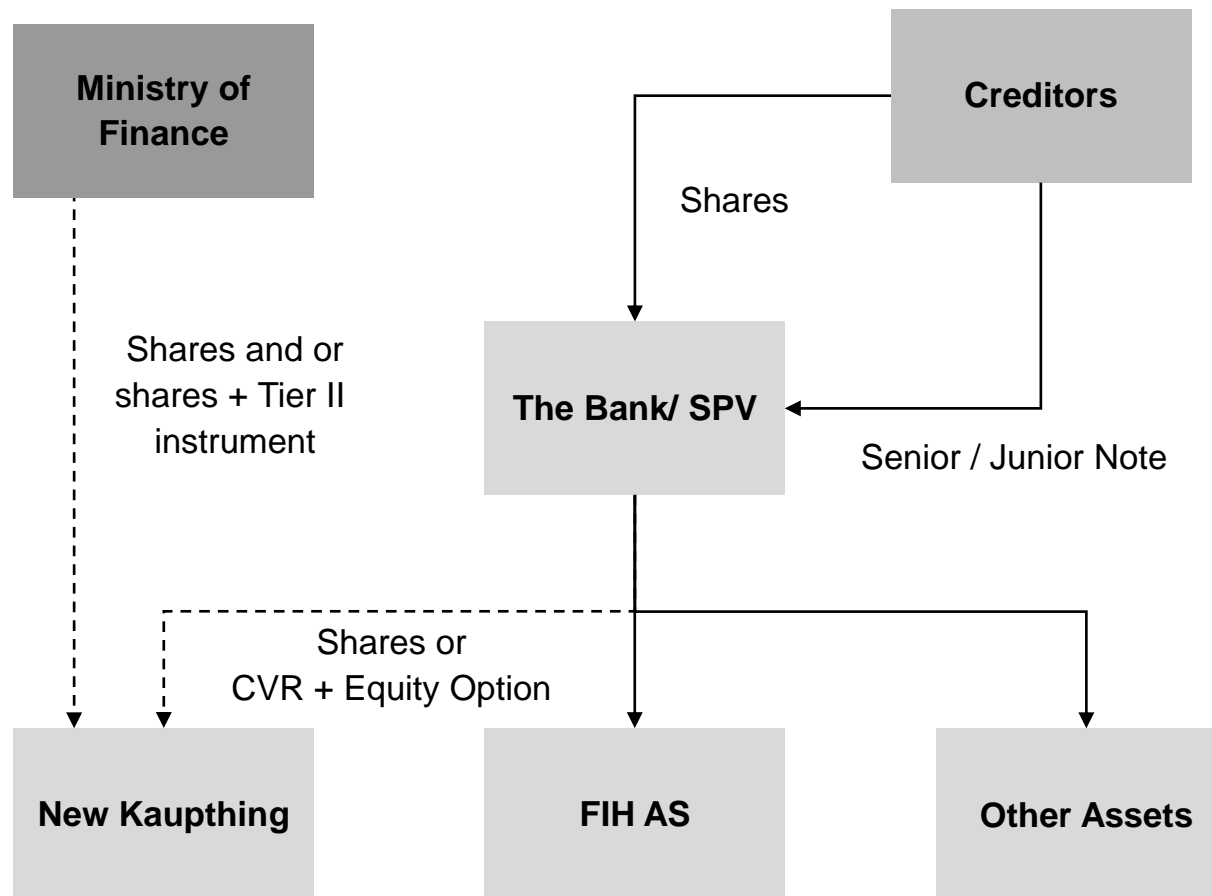 Ministry of
Finance
Creditors
Shares
Shares and or
shares + Tier II
instrument
The Bank/ SPV
Senior / Junior Note
Shares or
CVR + Equity Option
New Kaupthing
FIH AS
Other Assets